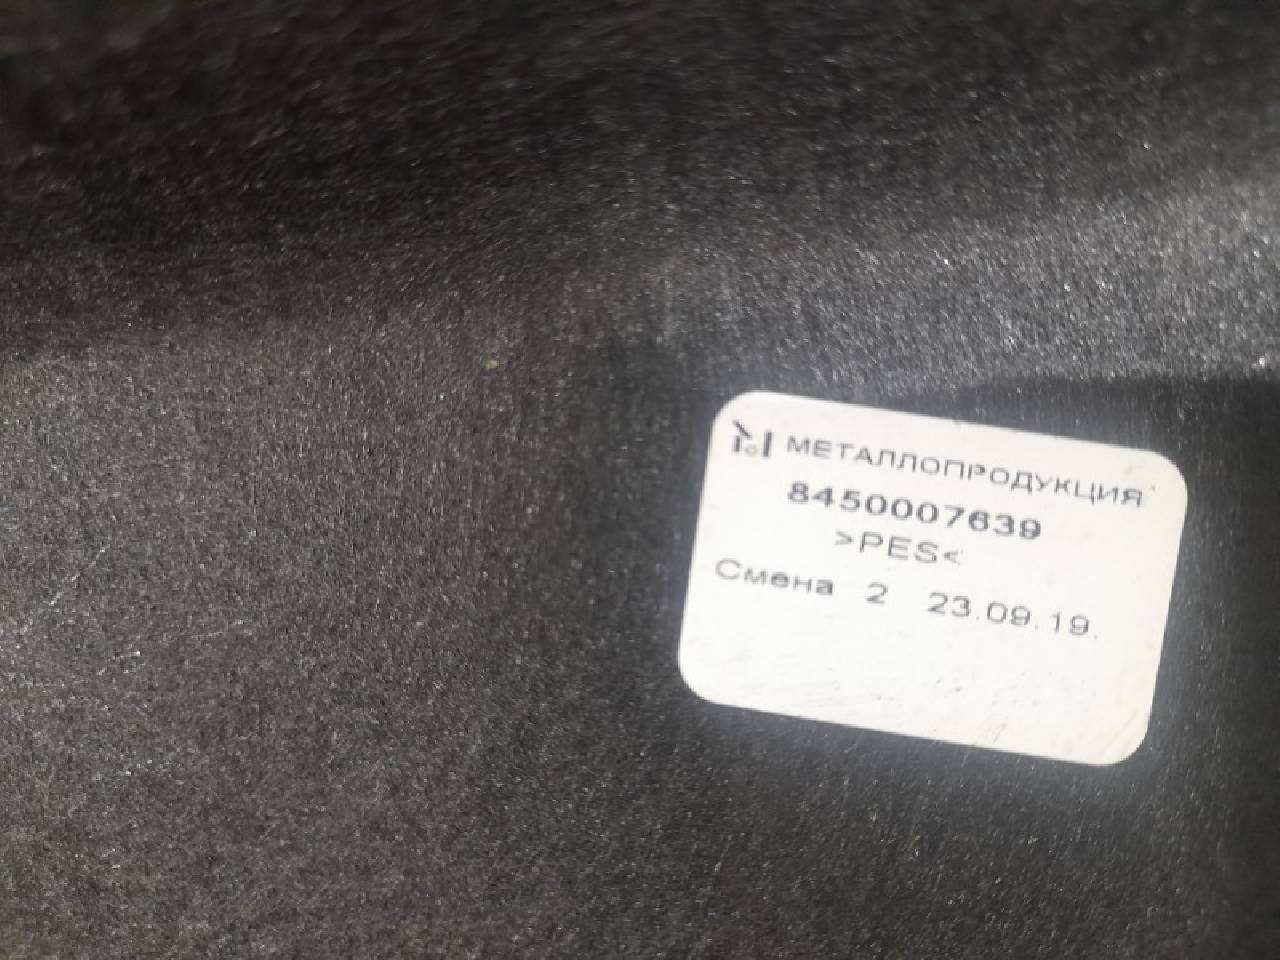 МЕТАЛЛОПРОДУКЦИЯ
8450007639
>PES<
Смена 2 23.09.19.